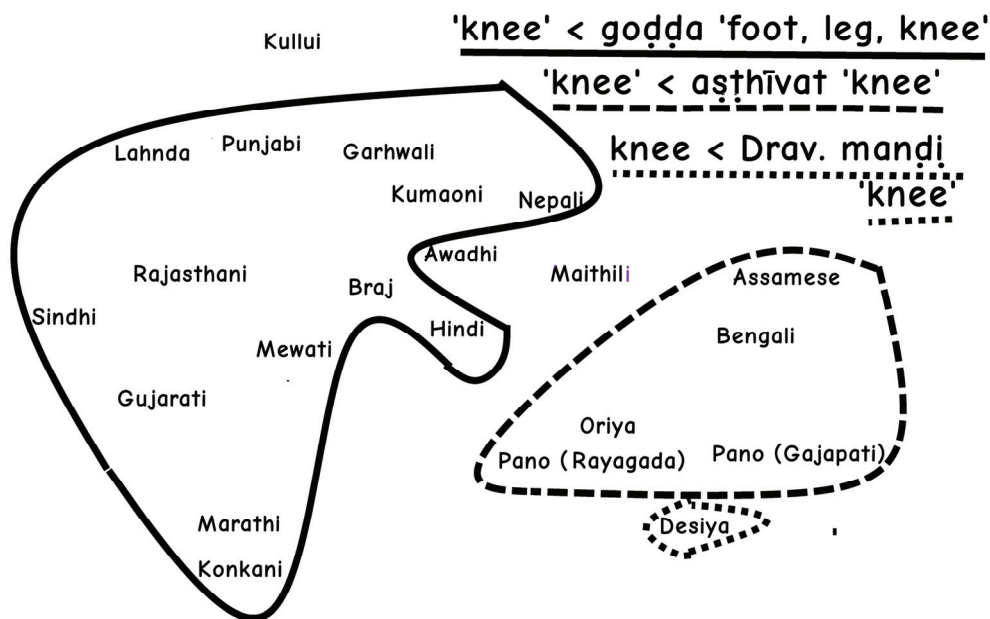 'knee' < goḍḍa 'foot, leg, knee'
Kullui
'knee' < aṣṭhīvat 'knee'
knee < Drav. manḍi
'knee'
Lahnda Punjabi Garhwali
Kumaoni Nepali
Awadhi
Rajasthani Braj Maithili Assamese
Sindhi Mewati Hindi Bengali
Gujarati
Oriya
Pano (Rayagada) Pano (Gajapati)
Marathi Desiya
Konkani